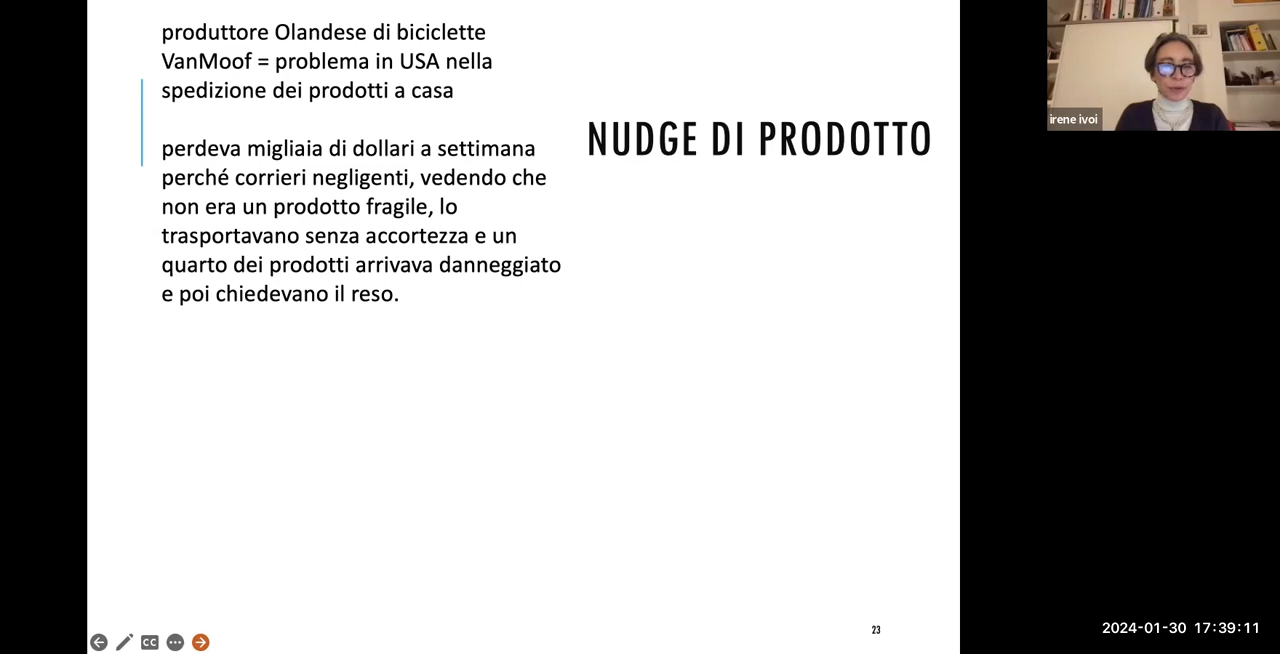 produttore Olandese di biciclette
VanMoof = problema in USA nella
spedizione dei prodotti a casa
perdeva migliaia di dollari a settimana
perché corrieri negligenti, vedendo che
non era un prodotto fragile, lo
trasportavano senza accortezza e un
quarto dei prodotti arrivava danneggiato
e poi chiedevano il reso.
NUDGE DI PRODOTTO
irene ivoi
23
CC
2024-01-30 17:39:11